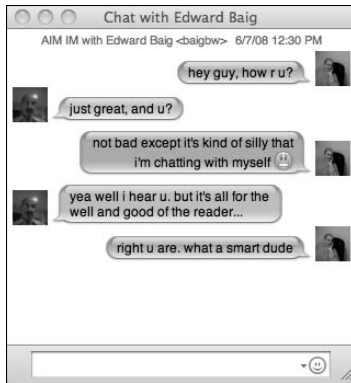 Chat with Edward Baig
AIM IM with Edward Baig <baigbw> 6/7/08 12:30 PM
hey guy, how r u?
just great, and u?
not bad except it's kind of silly that
i'm chatting with myself
yea well i hear u. but it's all for the
well and good of the reader...
right u are. what a smart dude